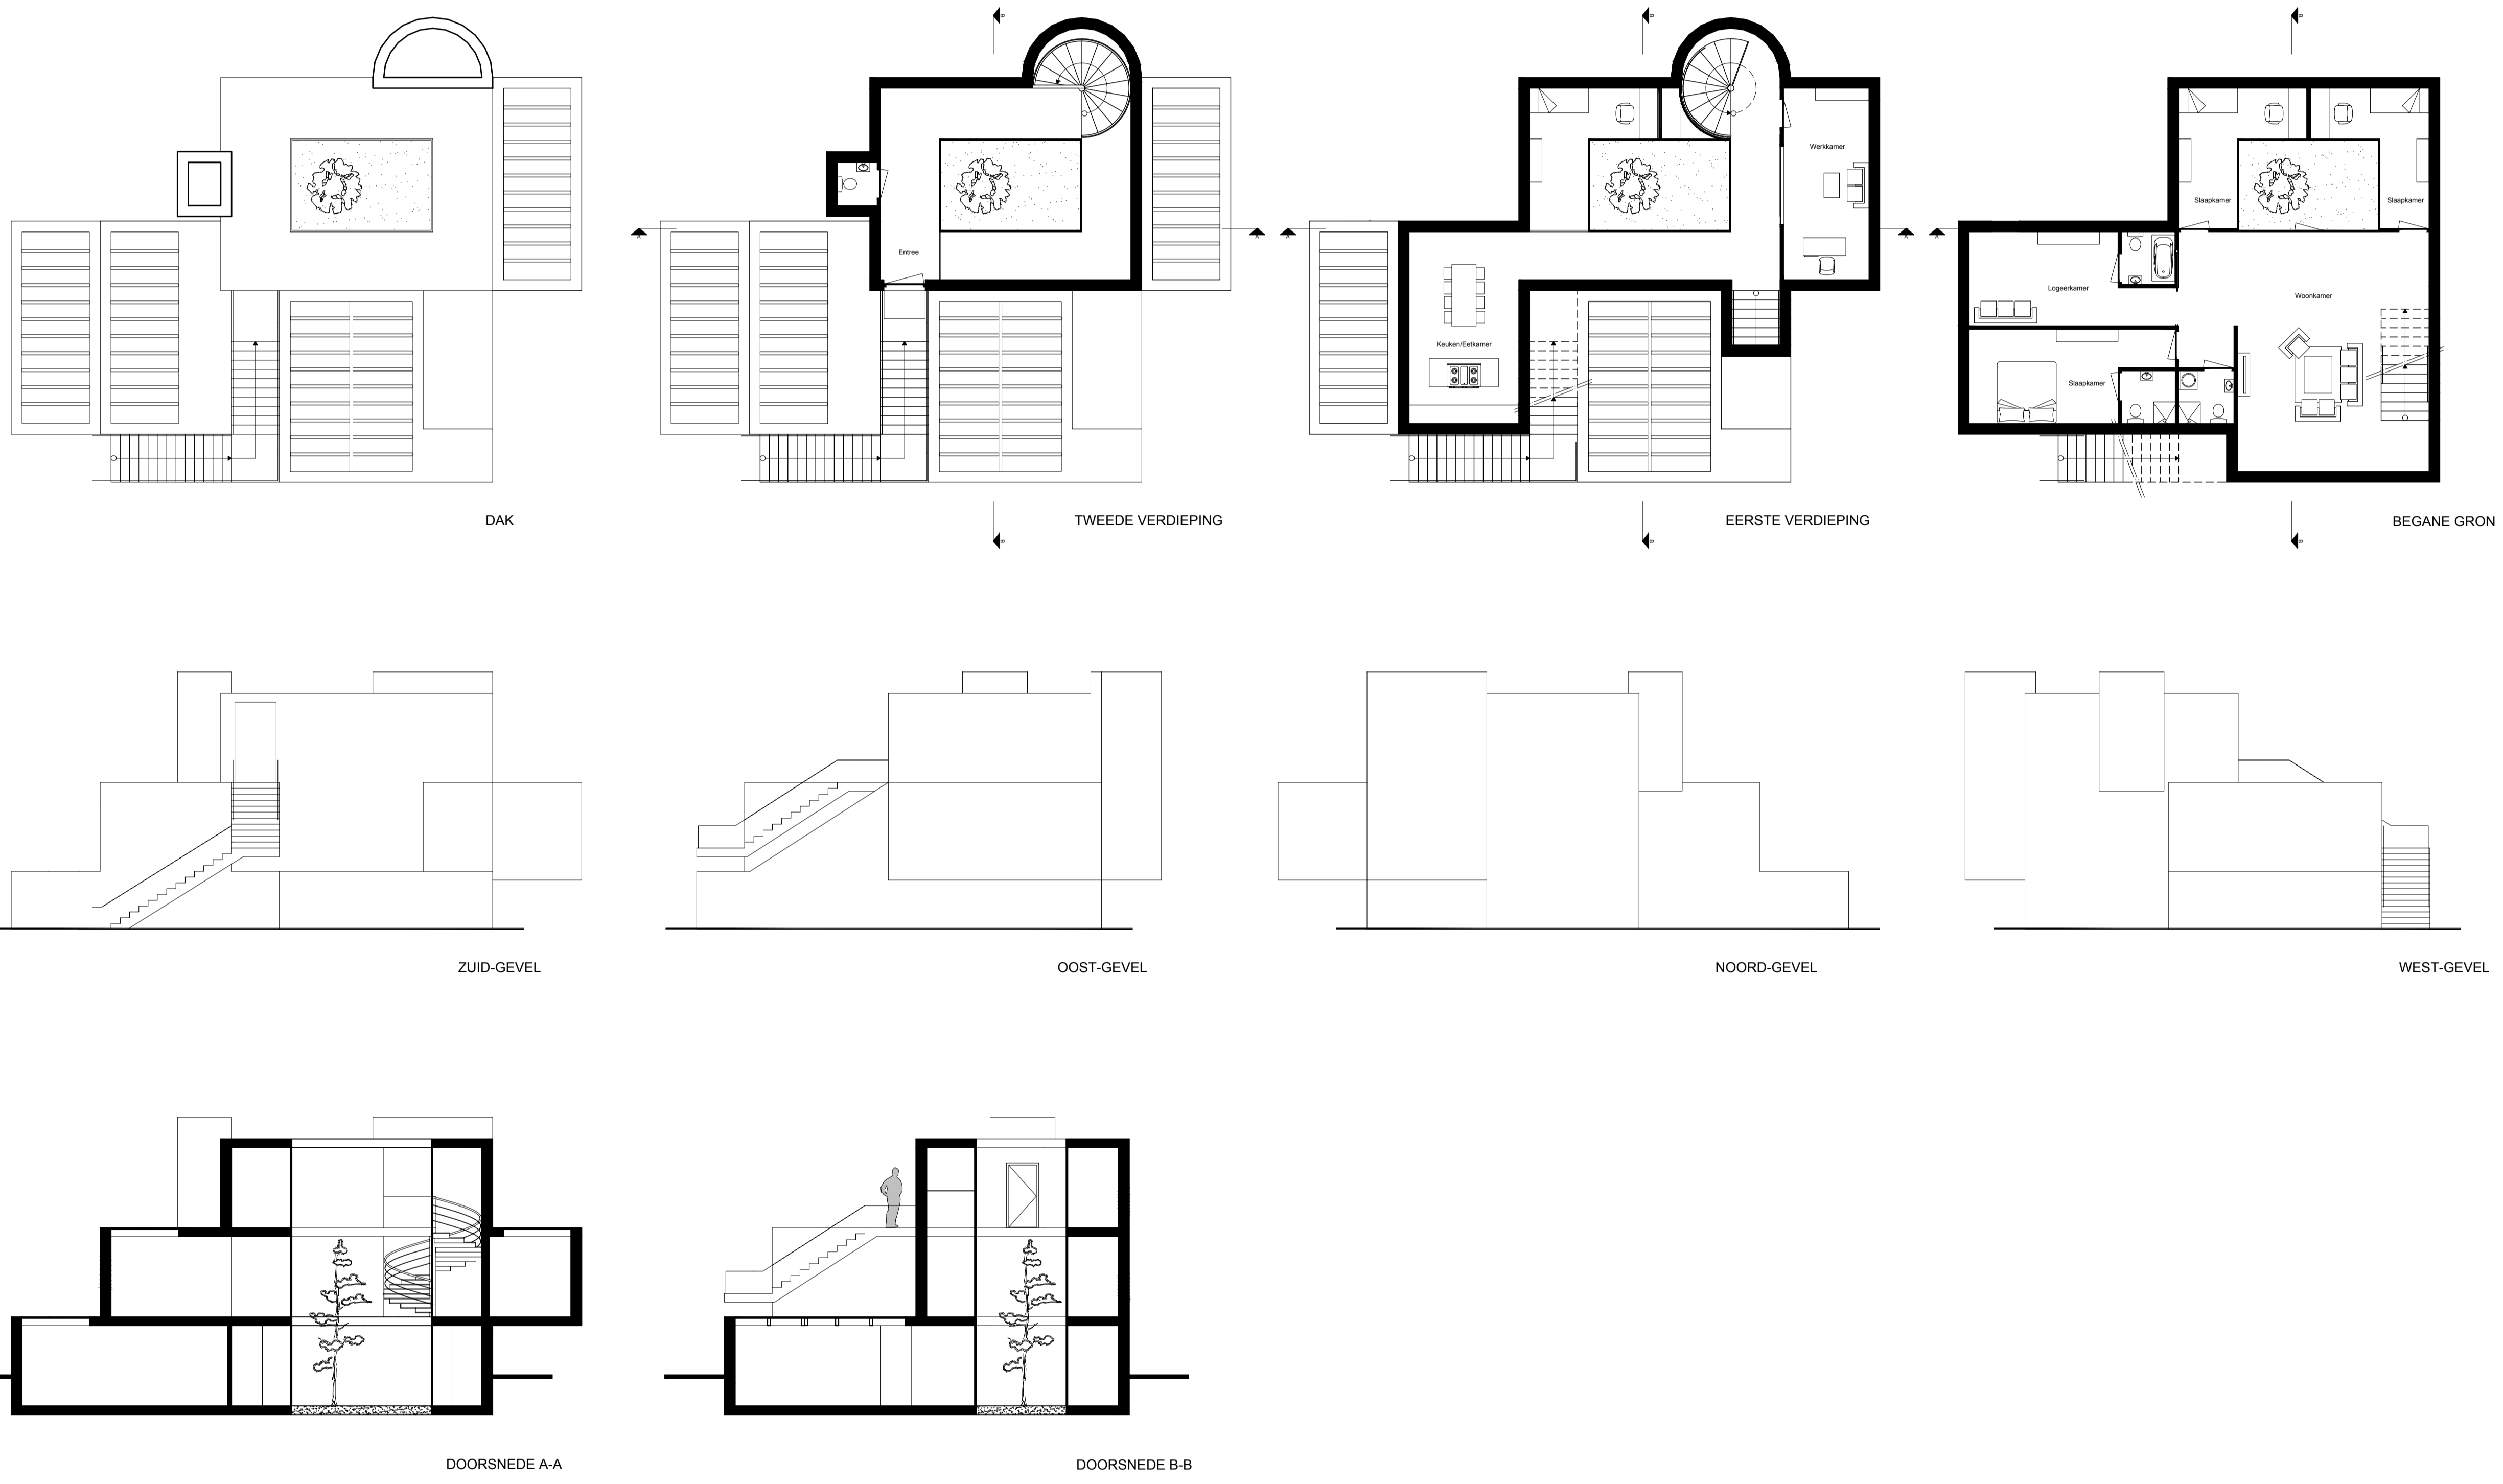 Entree
Werkkamer
Keuken/Eetkamer
Slaapkamer
Slaapkamer
Logeerkamer
Woonkamer
Slaapkamer
DAK
TWEEDE VERDIEPING
EERSTE VERDIEPING
BEGANE GRON
ZUID-GEVEL
OOST-GEVEL
NOORD-GEVEL
WEST-GEVEL
DOORSNEDE A-A
DOORSNEDE B-B